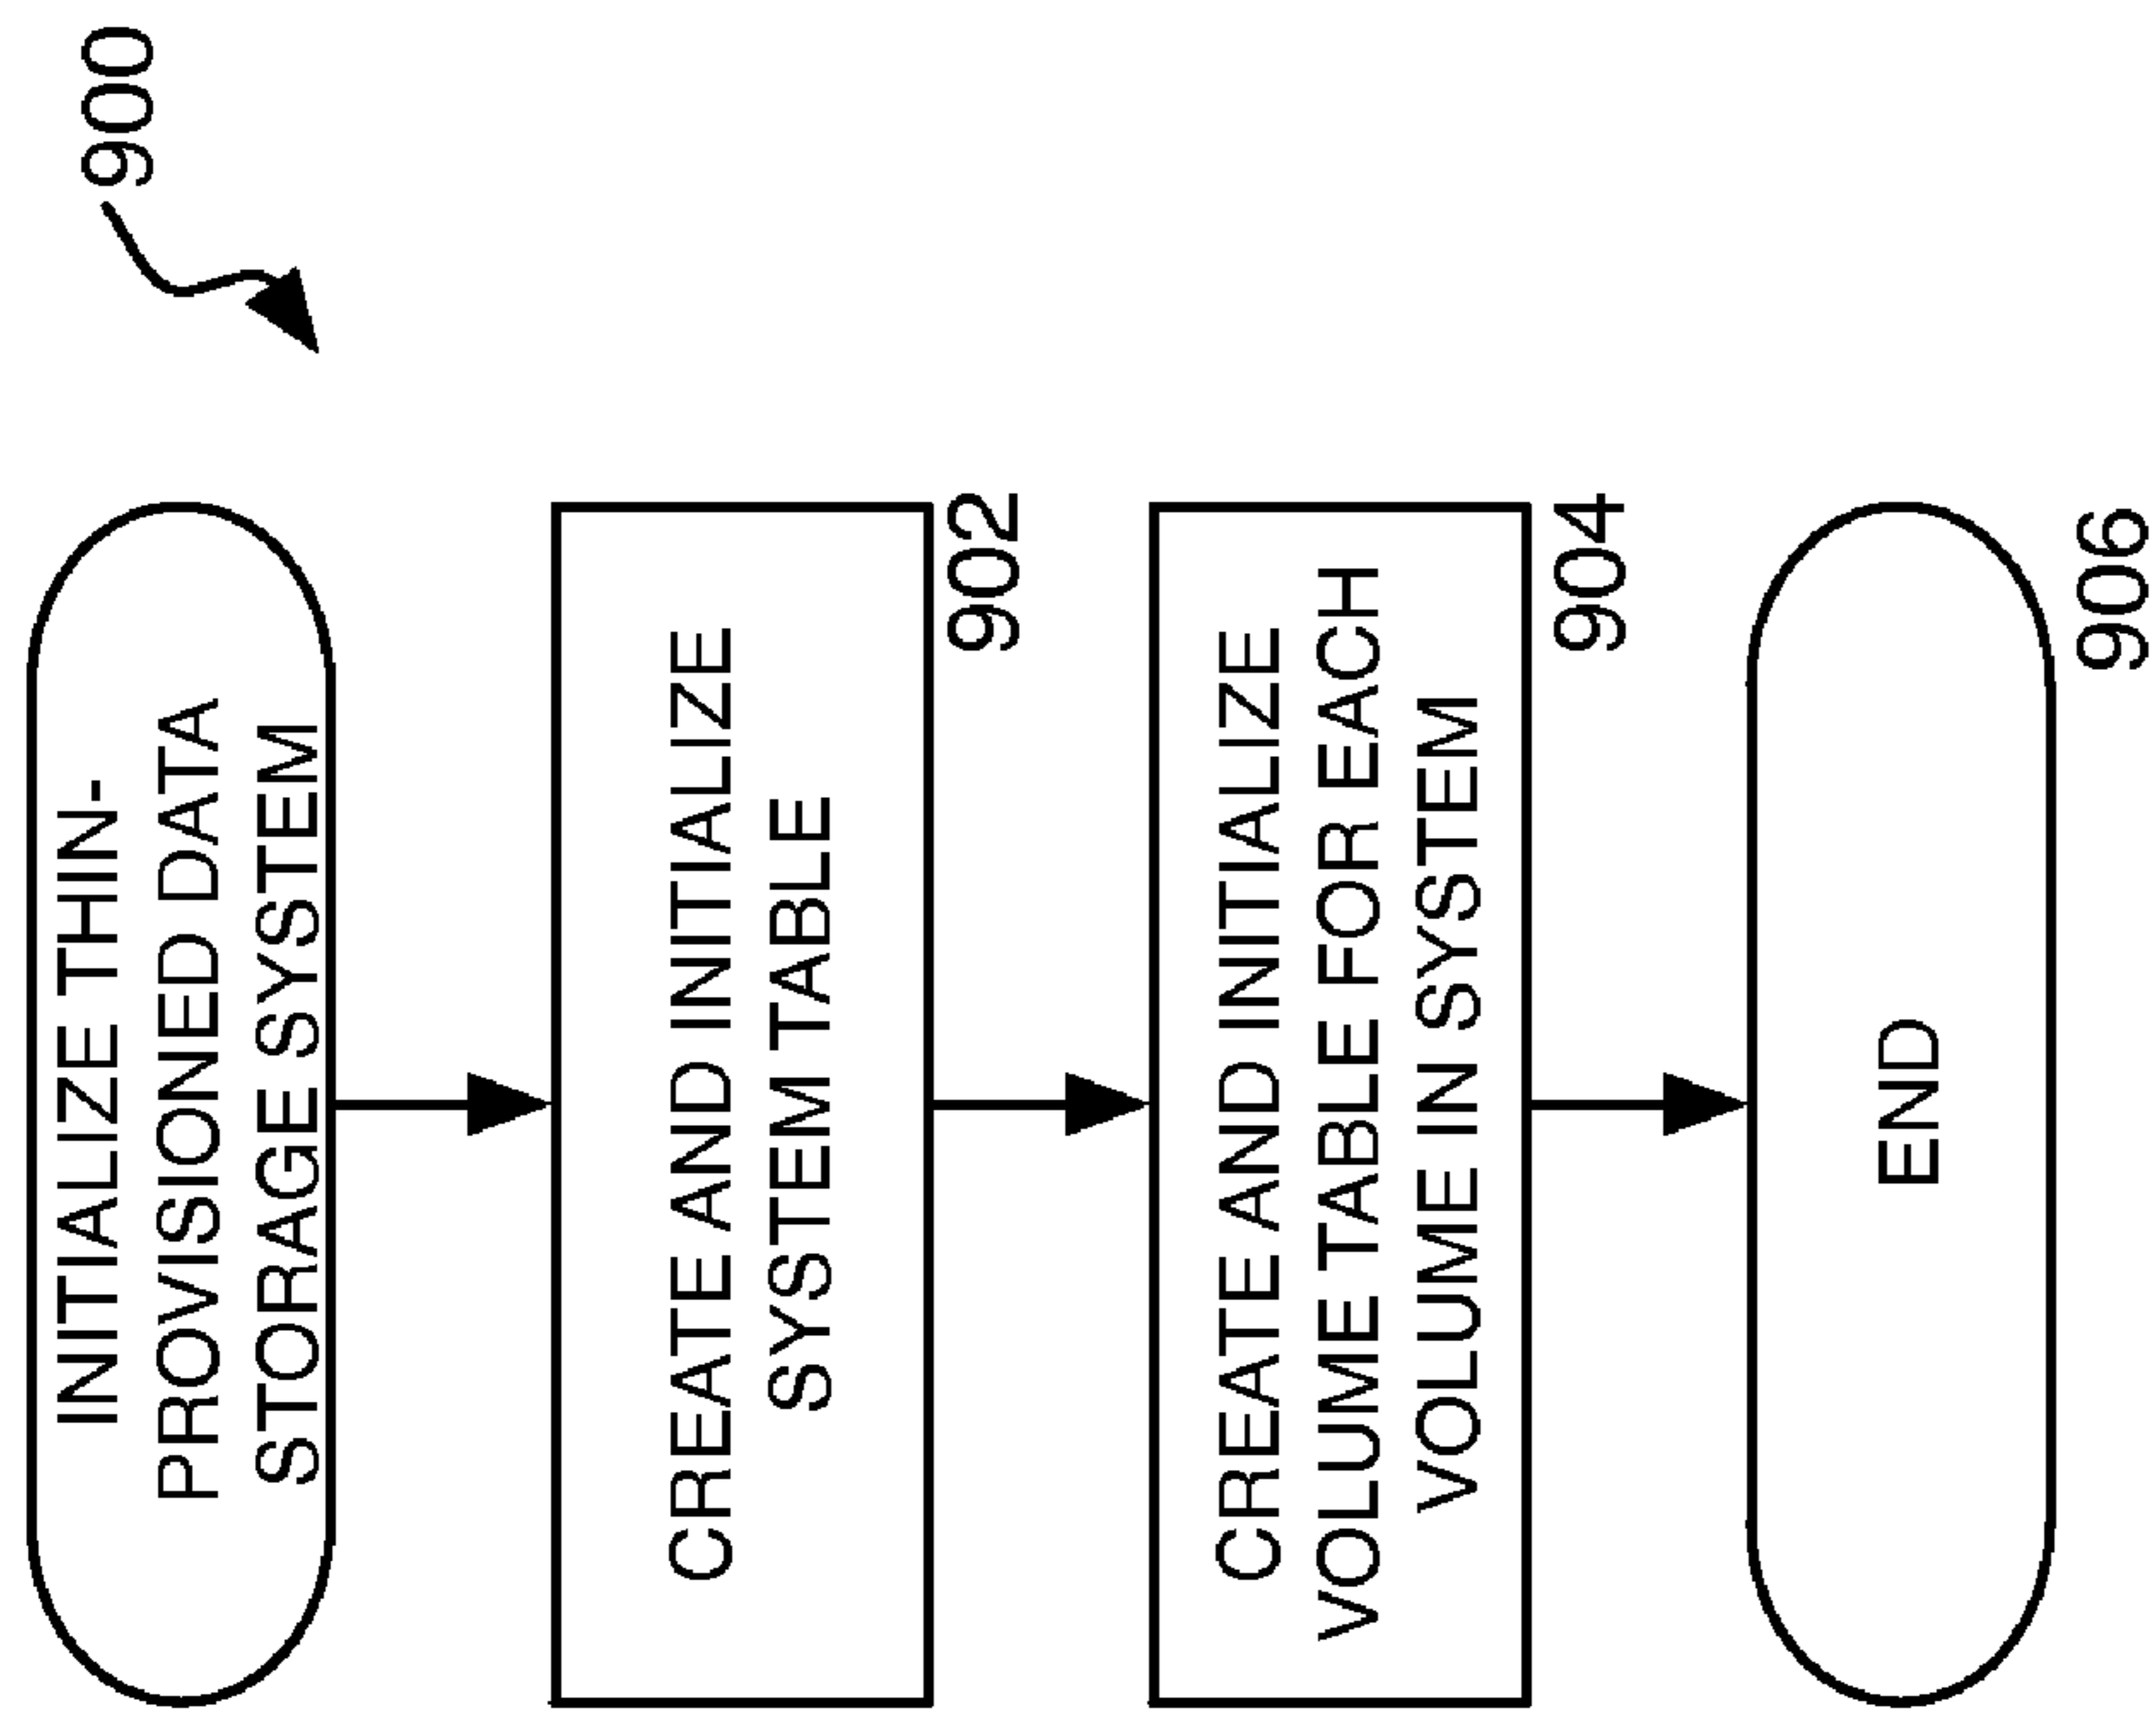 900
INITIALIZE THIN-
PROVISIONED DATA
STORAGE SYSTEM
CREATE AND INITIALIZE
SYSTEM TABLE
902
CREATE AND INITIALIZE
VOLUME TABLE FOR EACH
VOLUME IN SYSTEM
904
END
906